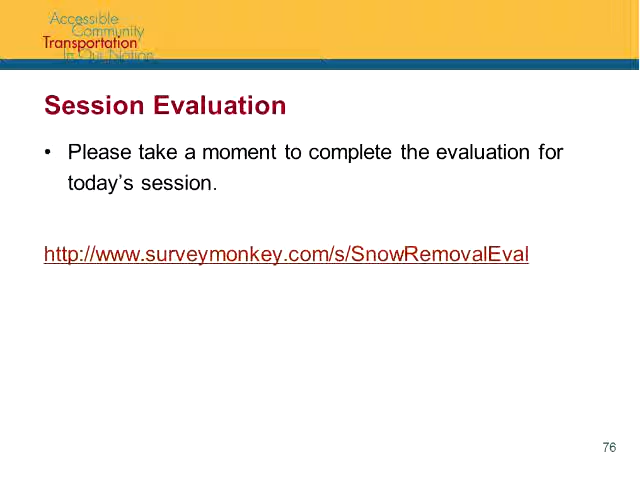 Accessible
Community
Transportation
In Our Nation
Session Evaluation
• Please take a moment to complete the evaluation for
today’s session.
http://www.surveymonkey.com/s/SnowRemovalEval
76